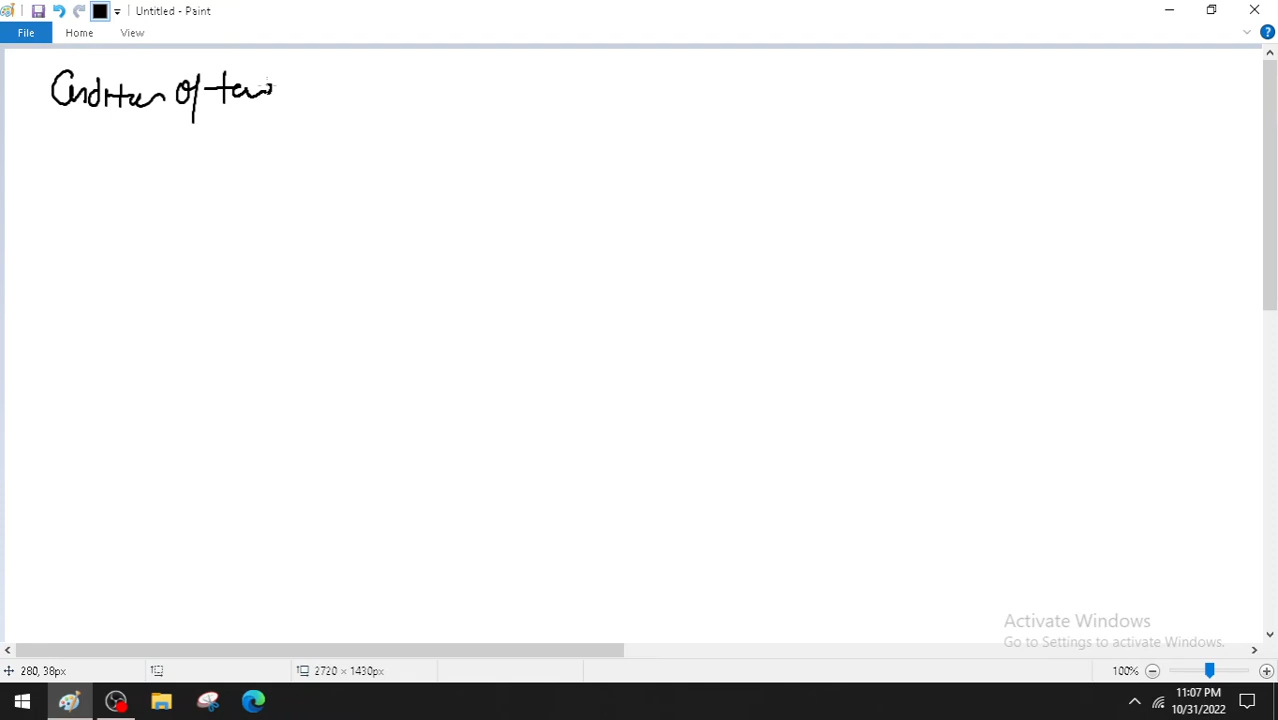 Untitled - Paint
File Home View
Condition of
Activate Windows
Go to Settings to activate Windows.
280, 38px 2720 × 1430px 100%
11:07 PM
10/31/2022